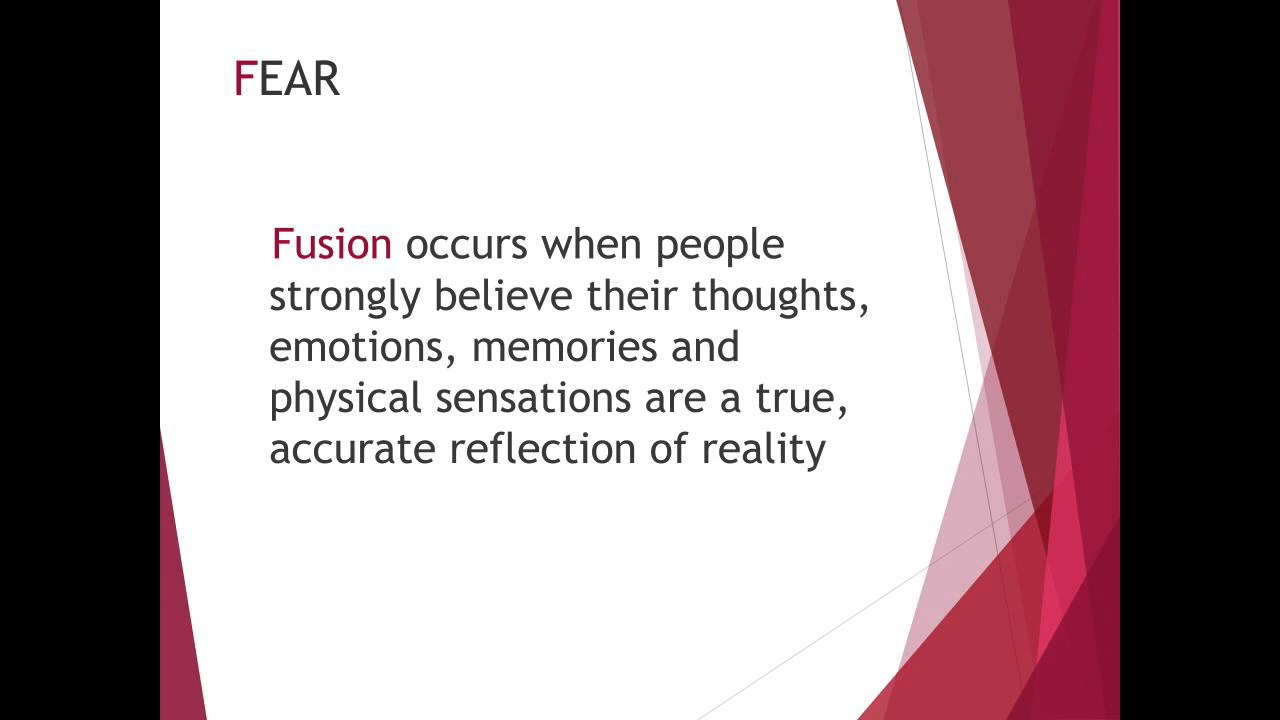 FEAR
Fusion occurs when people
strongly believe their thoughts,
emotions, memories and
physical sensations are a true,
accurate reflection of reality